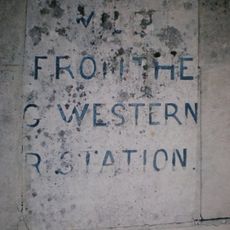 FROM THE
G WESTERN
R STATION.